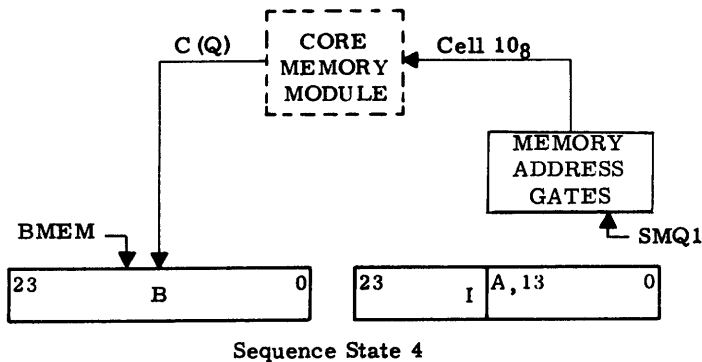 C(Q)
CORE
MEMORY
MODULE
Cell 10₈
MEMORY
ADDRESS
GATES
BMEM
SMQ1
23 B 0
23 I A,13 0
Sequence State 4